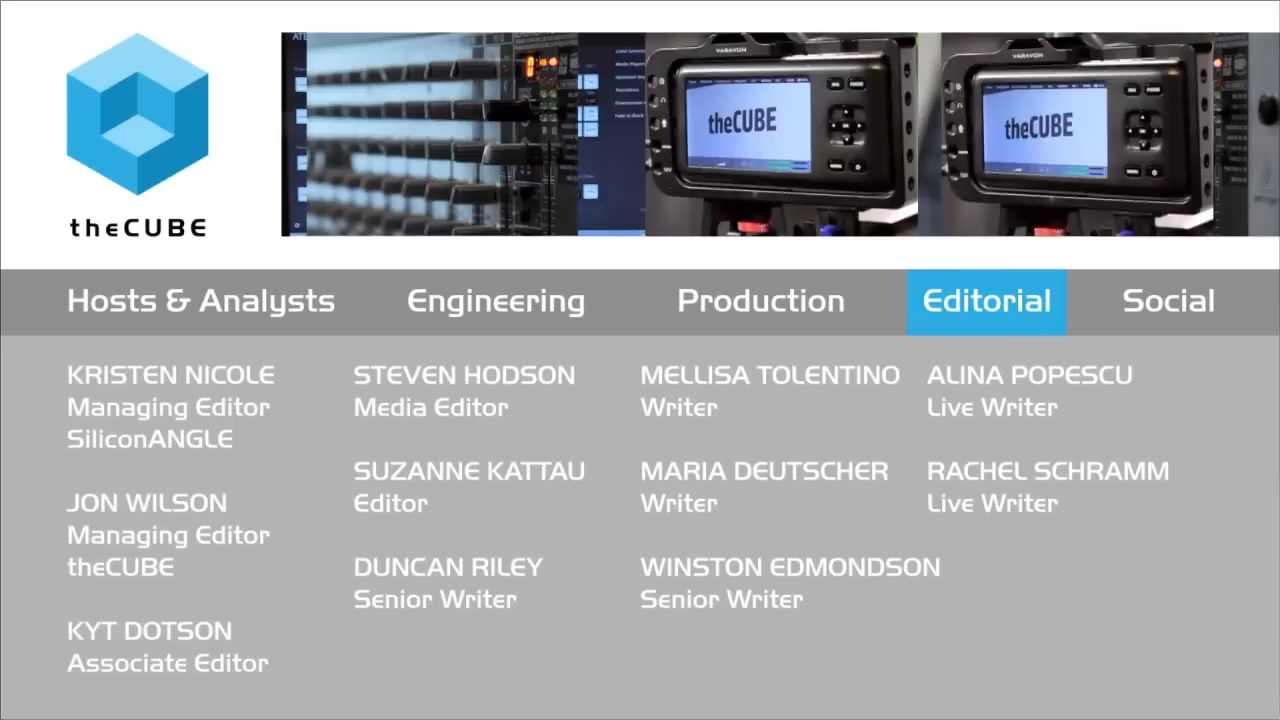 theCUBE
VARAVON
theCUBE
VARAVON
theCUBE
Hosts & Analysts
Engineering
Production
Editorial
Social
KRISTEN NICOLE
Managing Editor
SiliconANGLE
JON WILSON
Managing Editor
theCUBE
KYT DOTSON
Associate Editor
STEVEN HODSON
Media Editor
SUZANNE KATTAU
Editor
DUNCAN RILEY
Senior Writer
MELLISA TOLENTINO
Writer
MARIA DEUTSCHER
Writer
WINSTON EDMONDSON
Senior Writer
ALINA POPESCU
Live Writer
RACHEL SCHRAMM
Live Writer